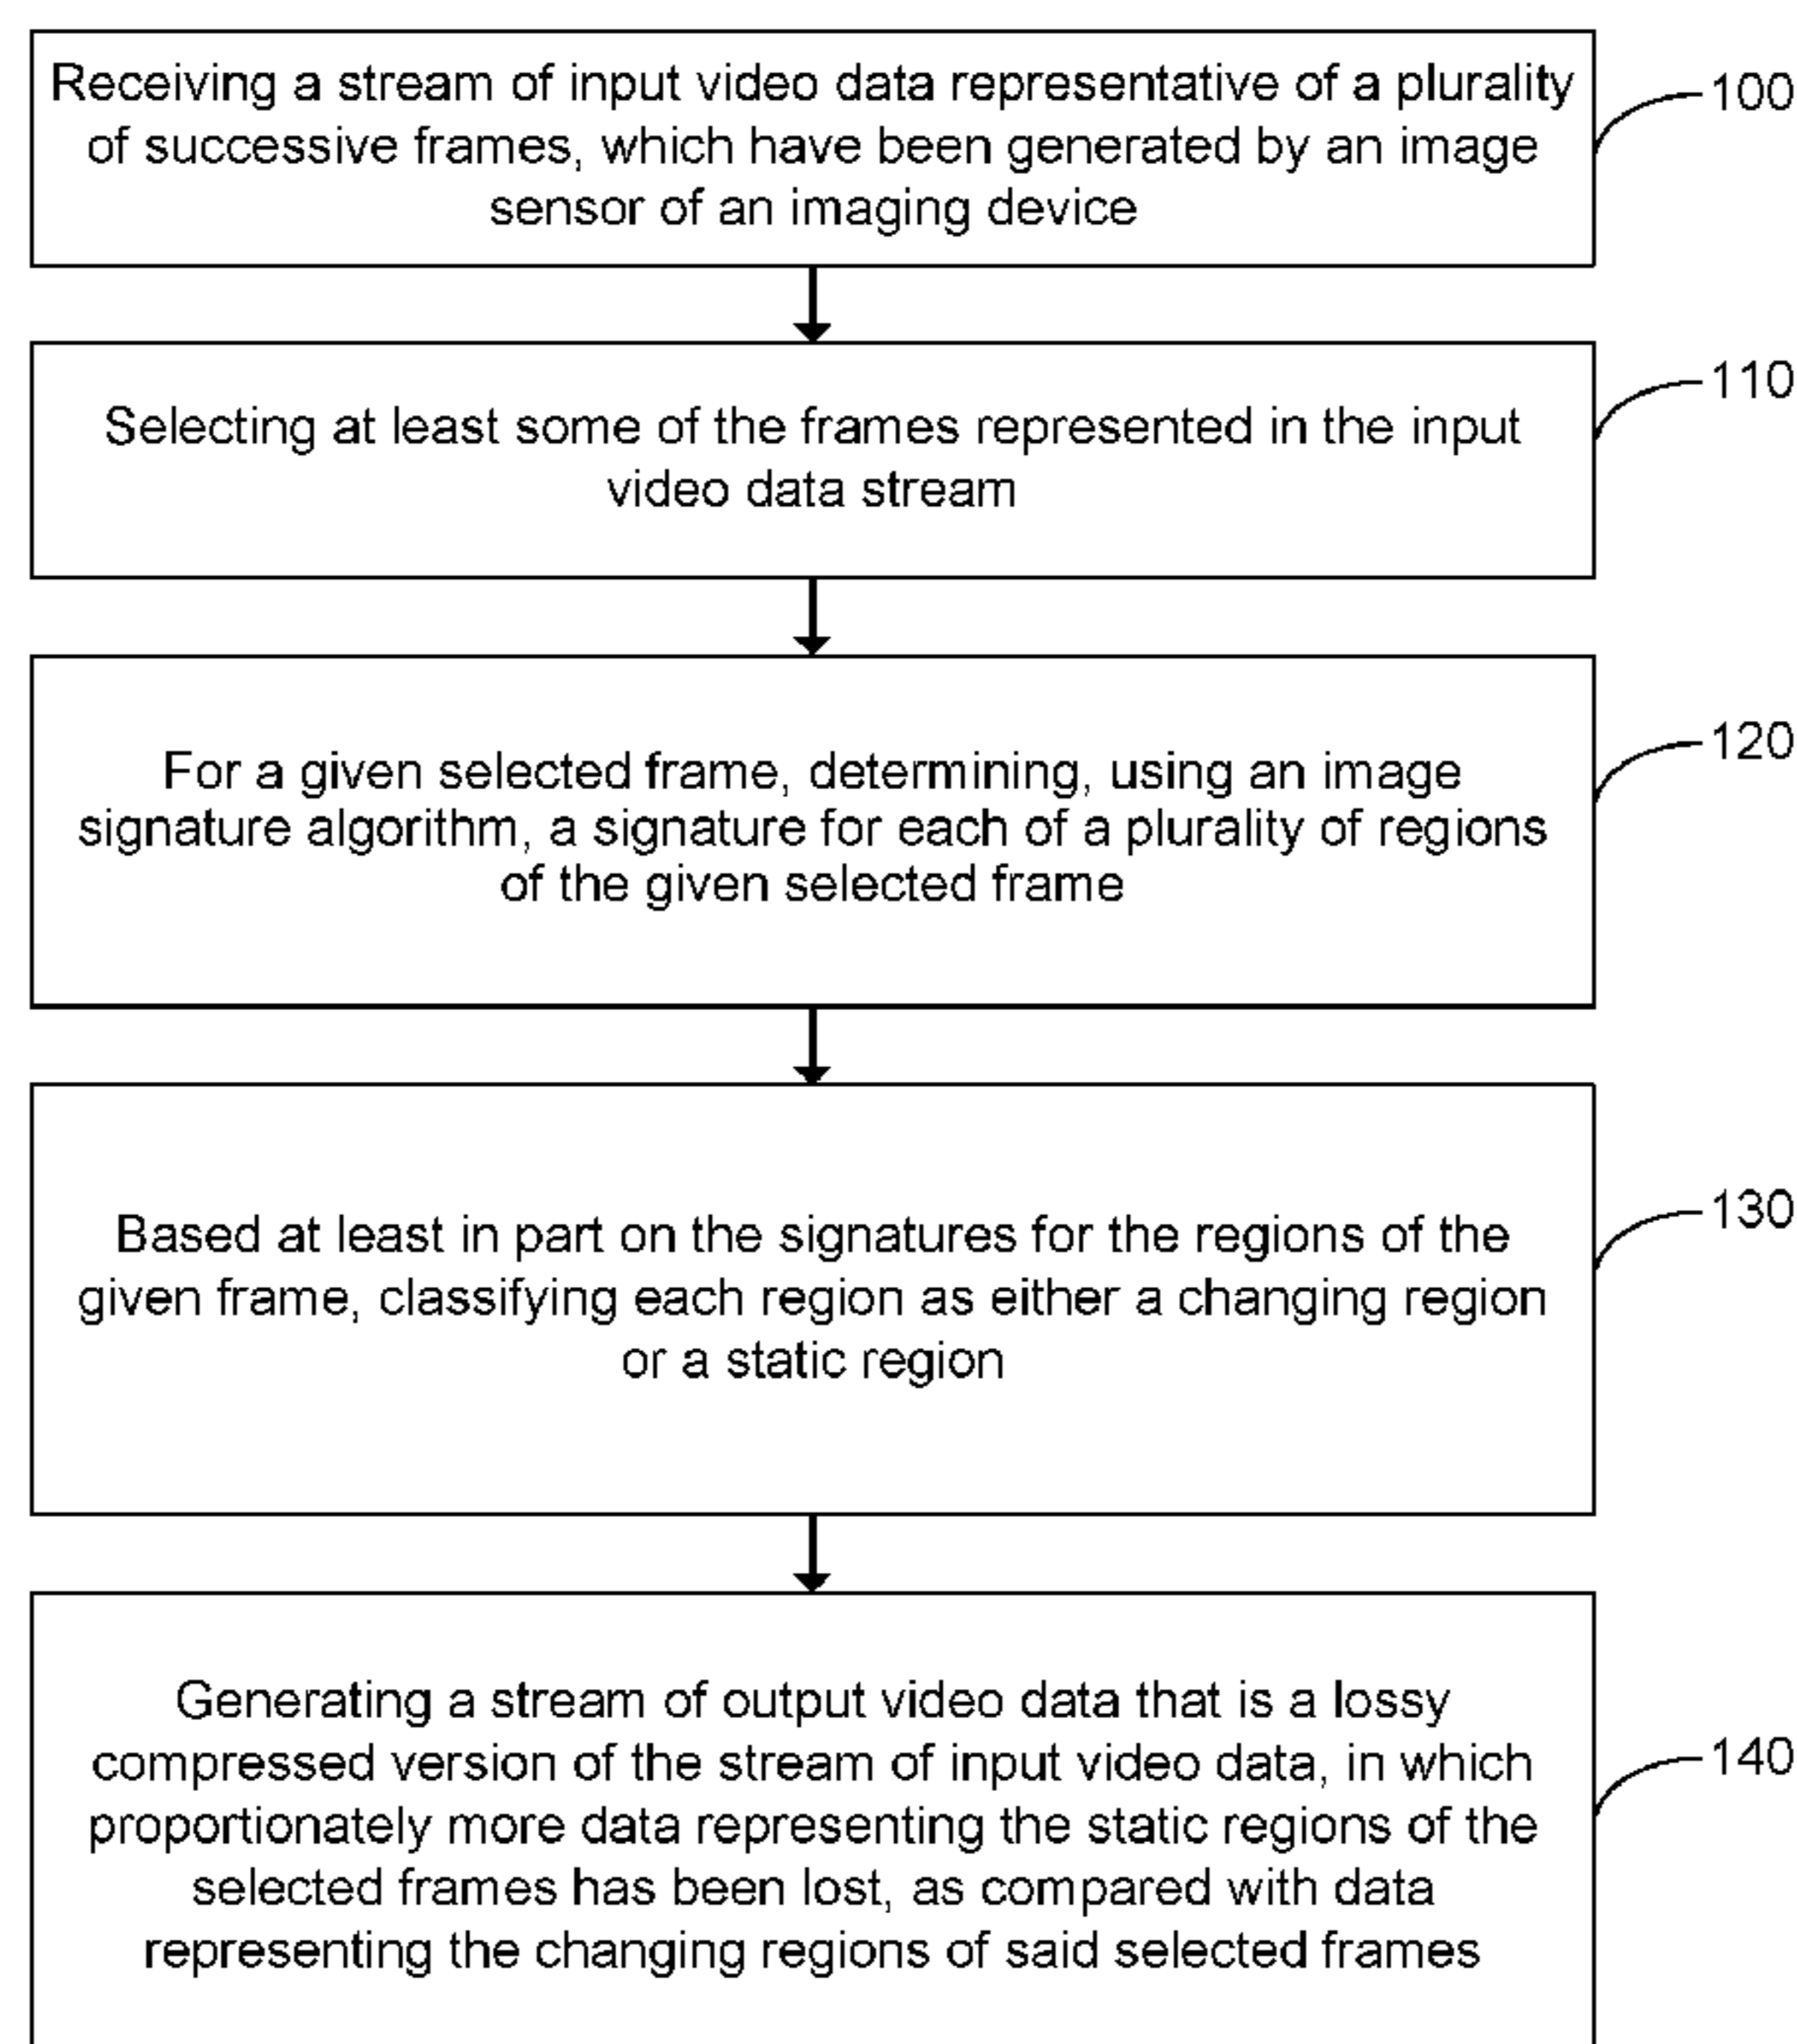 Receiving a stream of input video data representative of a plurality
of successive frames, which have been generated by an image
sensor of an imaging device
100
Selecting at least some of the frames represented in the input
video data stream
110
For a given selected frame, determining, using an image
signature algorithm, a signature for each of a plurality of regions
of the given selected frame
120
Based at least in part on the signatures for the regions of the
given frame, classifying each region as either a changing region
or a static region
130
Generating a stream of output video data that is a lossy
compressed version of the stream of input video data, in which
proportionately more data representing the static regions of the
selected frames has been lost, as compared with data
representing the changing regions of said selected frames
140